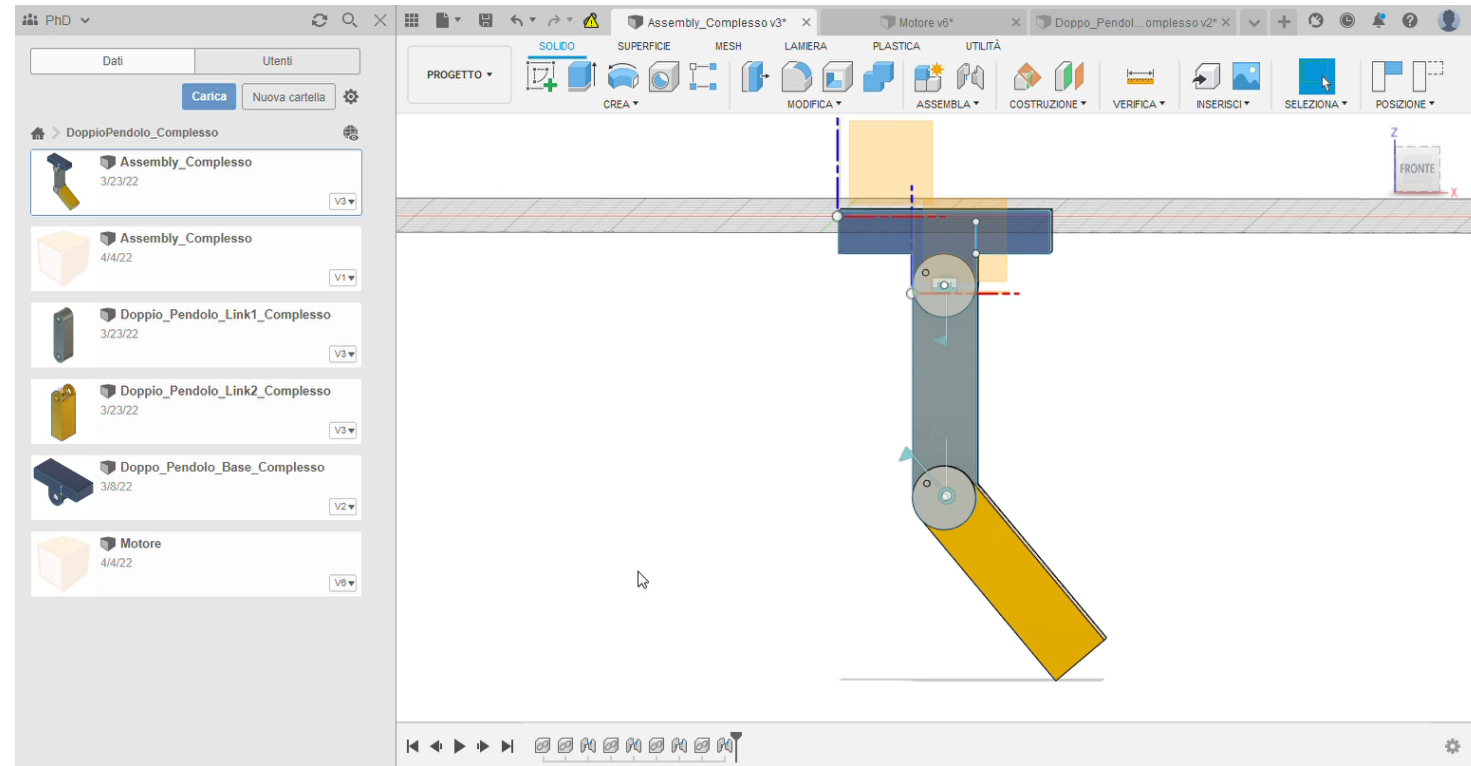 PhD
Assembly_Complesso v3*
Motore v6*
Doppo_Pendol...omplesso v2*
Dati
Utenti
Carica
Nuova cartella
DoppioPendolo_Complesso
Assembly_Complesso
3/23/22
V3
Assembly_Complesso
4/4/22
V1
Doppio_Pendolo_Link1_Complesso
3/23/22
V3
Doppio_Pendolo_Link2_Complesso
3/23/22
V3
Doppo_Pendolo_Base_Complesso
3/8/22
V2
Motore
4/4/22
V6
PROGETTO
SOLIDO
SUPERFICIE
MESH
LAMIERA
PLASTICA
UTILITÀ
CREA
MODIFICA
ASSEMBLA
COSTRUZIONE
VERIFICA
INSERISCI
SELEZIONA
POSIZIONE
Z
FRONTE
X